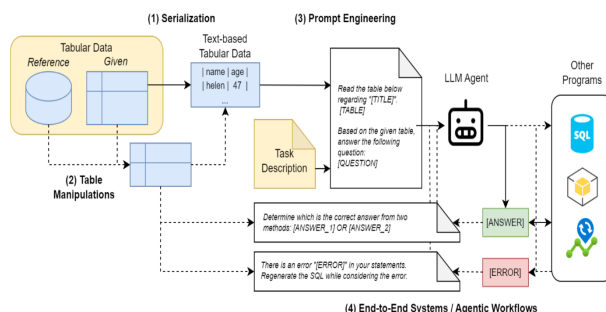 (1) Serialization
(3) Prompt Engineering
Tabular Data
Reference
Given
Text-based
Tabular Data
| name | age |
| helen | 47 |
...
(2) Table
Manipulations
Task
Description
Read the table below
regarding "[TITLE]".
[TABLE]
Based on the given table,
answer the following
question:
[QUESTION]
LLM Agent
Other
Programs
SQL
Determine which is the correct answer from two
methods: [ANSWER_1] OR [ANSWER_2]
[ANSWER]
There is an error "[ERROR]" in your statements.
Regenerate the SQL while considering the error.
[ERROR]
(4) End-to-End Systems / Agentic Workflows